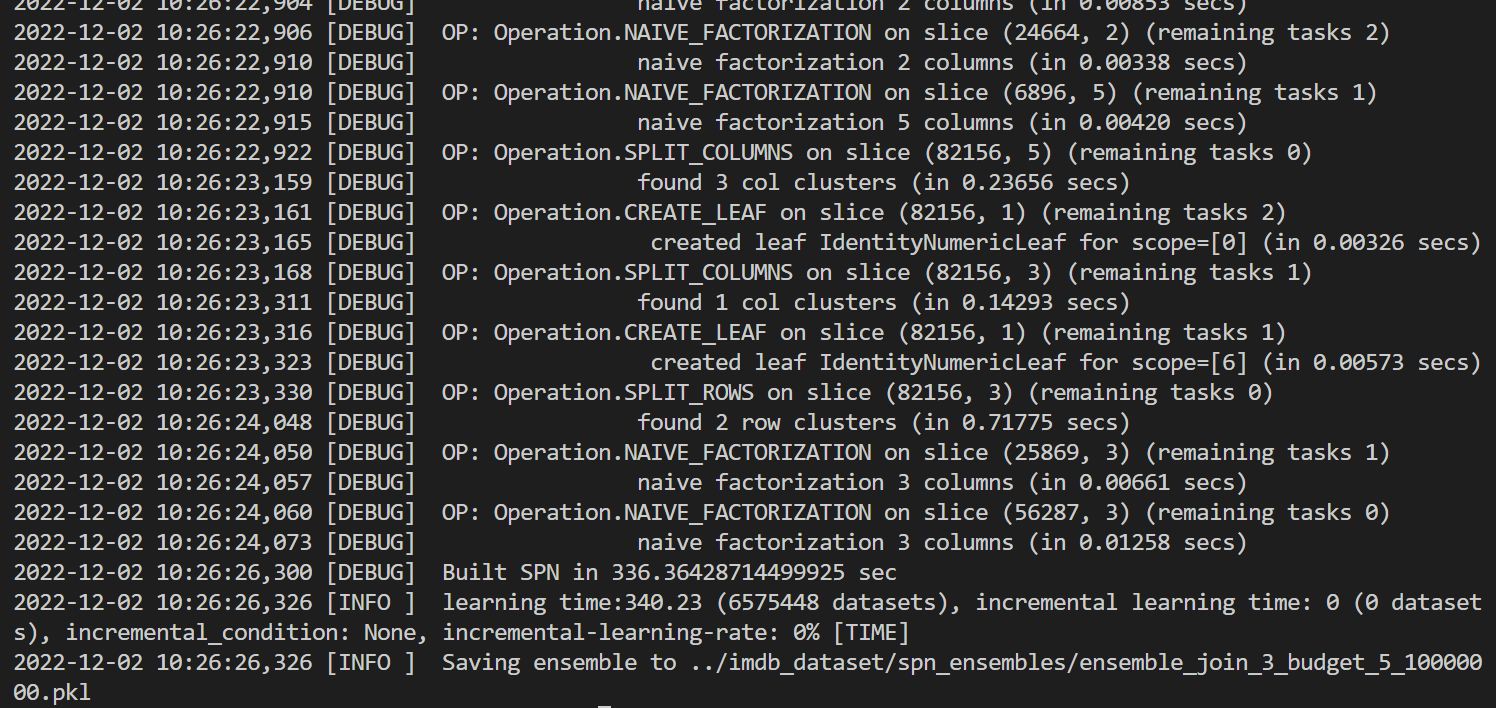 2022-12-02 10:26:22,904 [DEBUG]                 naive factorization 2 columns (in 0.00853 secs)
2022-12-02 10:26:22,906 [DEBUG]  OP: Operation.NAIVE_FACTORIZATION on slice (24664, 2) (remaining tasks 2)
2022-12-02 10:26:22,910 [DEBUG]                 naive factorization 2 columns (in 0.00338 secs)
2022-12-02 10:26:22,910 [DEBUG]  OP: Operation.NAIVE_FACTORIZATION on slice (6896, 5) (remaining tasks 1)
2022-12-02 10:26:22,915 [DEBUG]                 naive factorization 5 columns (in 0.00420 secs)
2022-12-02 10:26:22,922 [DEBUG]  OP: Operation.SPLIT_COLUMNS on slice (82156, 5) (remaining tasks 0)
2022-12-02 10:26:23,159 [DEBUG]                 found 3 col clusters (in 0.23656 secs)
2022-12-02 10:26:23,161 [DEBUG]  OP: Operation.CREATE_LEAF on slice (82156, 1) (remaining tasks 2)
2022-12-02 10:26:23,165 [DEBUG]                  created leaf IdentityNumericLeaf for scope=[0] (in 0.00326 secs)
2022-12-02 10:26:23,168 [DEBUG]  OP: Operation.SPLIT_COLUMNS on slice (82156, 3) (remaining tasks 1)
2022-12-02 10:26:23,311 [DEBUG]                 found 1 col clusters (in 0.14293 secs)
2022-12-02 10:26:23,316 [DEBUG]  OP: Operation.CREATE_LEAF on slice (82156, 1) (remaining tasks 1)
2022-12-02 10:26:23,323 [DEBUG]                  created leaf IdentityNumericLeaf for scope=[6] (in 0.00573 secs)
2022-12-02 10:26:23,330 [DEBUG]  OP: Operation.SPLIT_ROWS on slice (82156, 3) (remaining tasks 0)
2022-12-02 10:26:24,048 [DEBUG]                 found 2 row clusters (in 0.71775 secs)
2022-12-02 10:26:24,050 [DEBUG]  OP: Operation.NAIVE_FACTORIZATION on slice (25869, 3) (remaining tasks 1)
2022-12-02 10:26:24,057 [DEBUG]                 naive factorization 3 columns (in 0.00661 secs)
2022-12-02 10:26:24,060 [DEBUG]  OP: Operation.NAIVE_FACTORIZATION on slice (56287, 3) (remaining tasks 0)
2022-12-02 10:26:24,073 [DEBUG]                 naive factorization 3 columns (in 0.01258 secs)
2022-12-02 10:26:26,300 [DEBUG]  Built SPN in 336.36428714499925 sec
2022-12-02 10:26:26,326 [INFO ]  learning time:340.23 (6575448 datasets), incremental learning time: 0 (0 dataset
s), incremental_condition: None, incremental-learning-rate: 0% [TIME]
2022-12-02 10:26:26,326 [INFO ]  Saving ensemble to ../imdb_dataset/spn_ensembles/ensemble_join_3_budget_5_100000
00.pkl